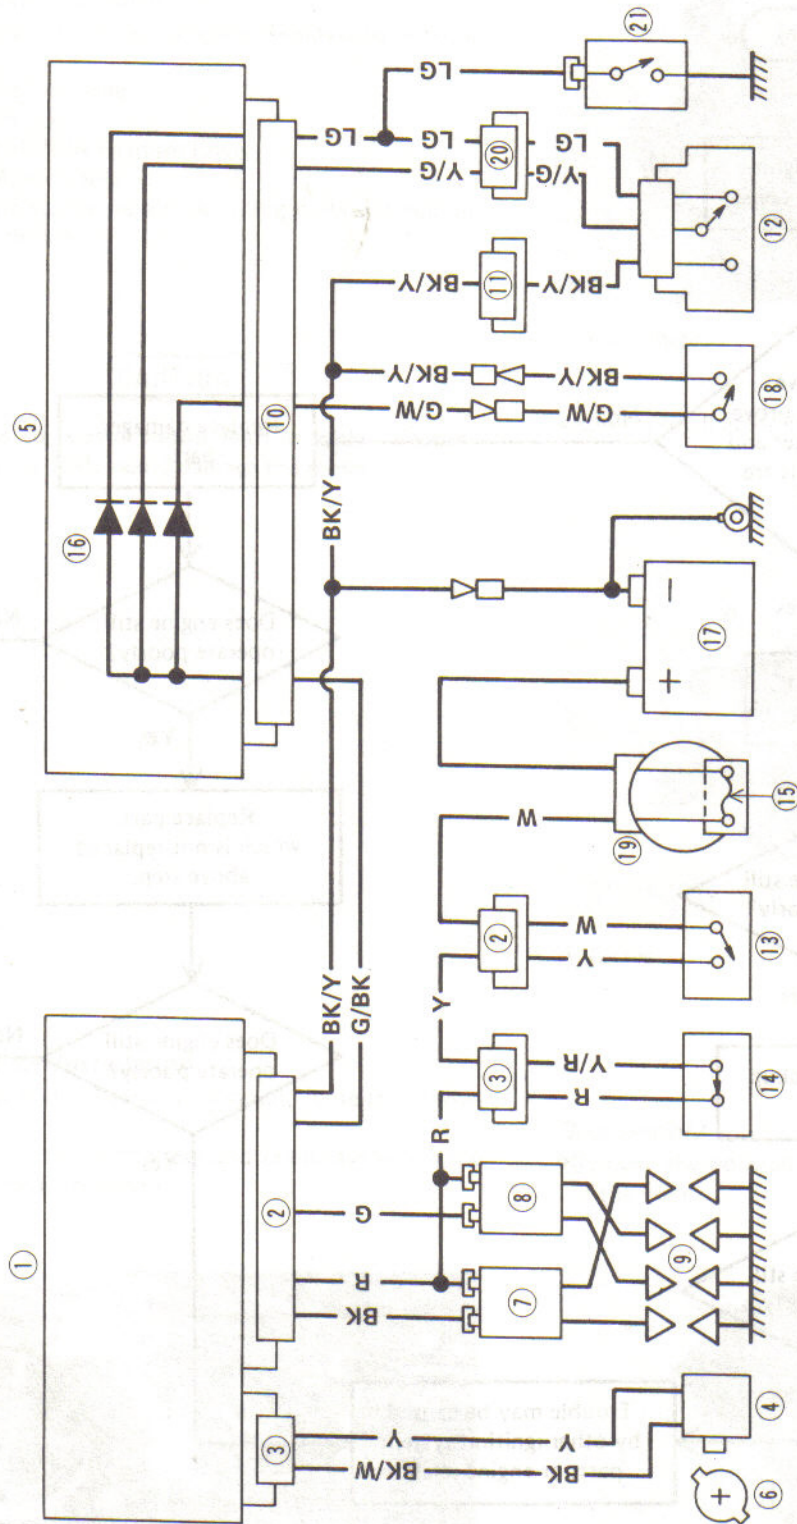 ① ⑤
⑯
③ ② ⑩
BK/Y
G/BK
BK/Y
BK/W
Y
BK
R
G
LG
Y/G
BK/Y
G/W
BK/Y
LG
LG
R
Y
W
⑦ ⑧ ③ ② ⑪ ⑳
BK
Y
R
Y/R
Y
W
G/W
BK/Y
BK/Y
Y/G
LG
⑨ ⑲ + − ⑰ ㉑
+
⑥ ④ ⑭ ⑬ ⑮ ⑱ ⑫